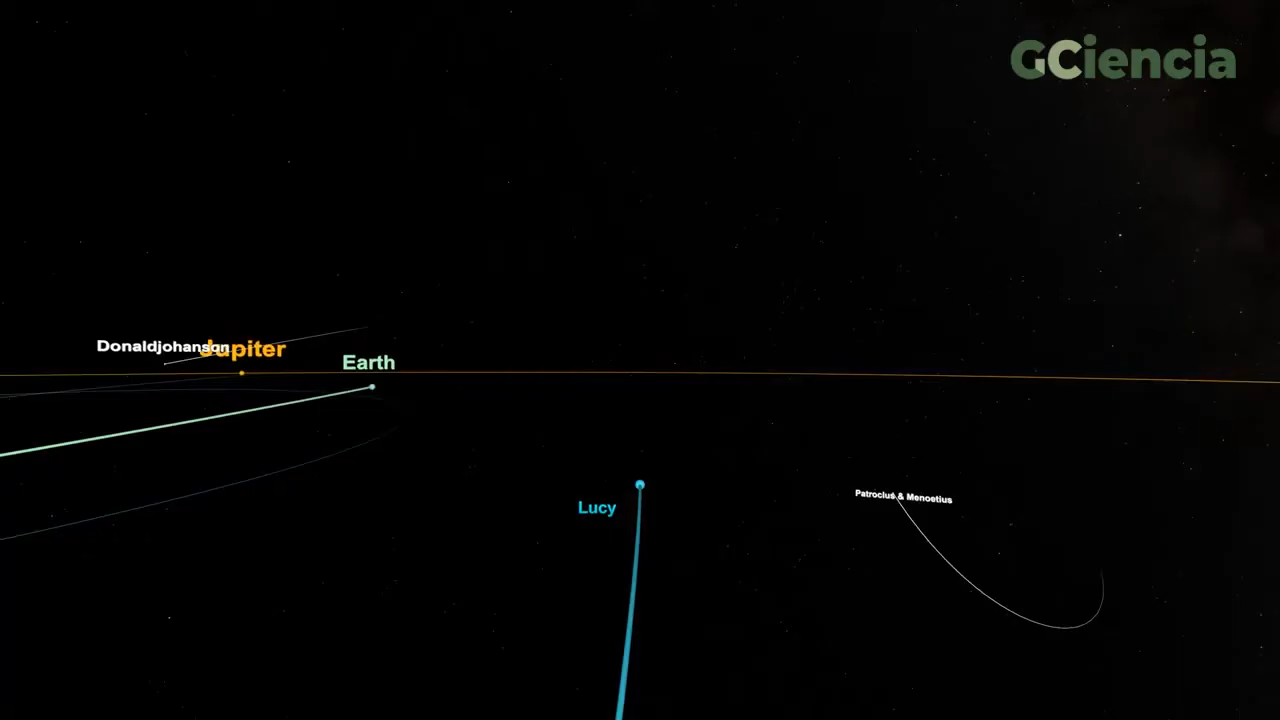 GCiencia
Donaldjohanson
Jupiter
Earth
Patroclus & Menoetius
Lucy